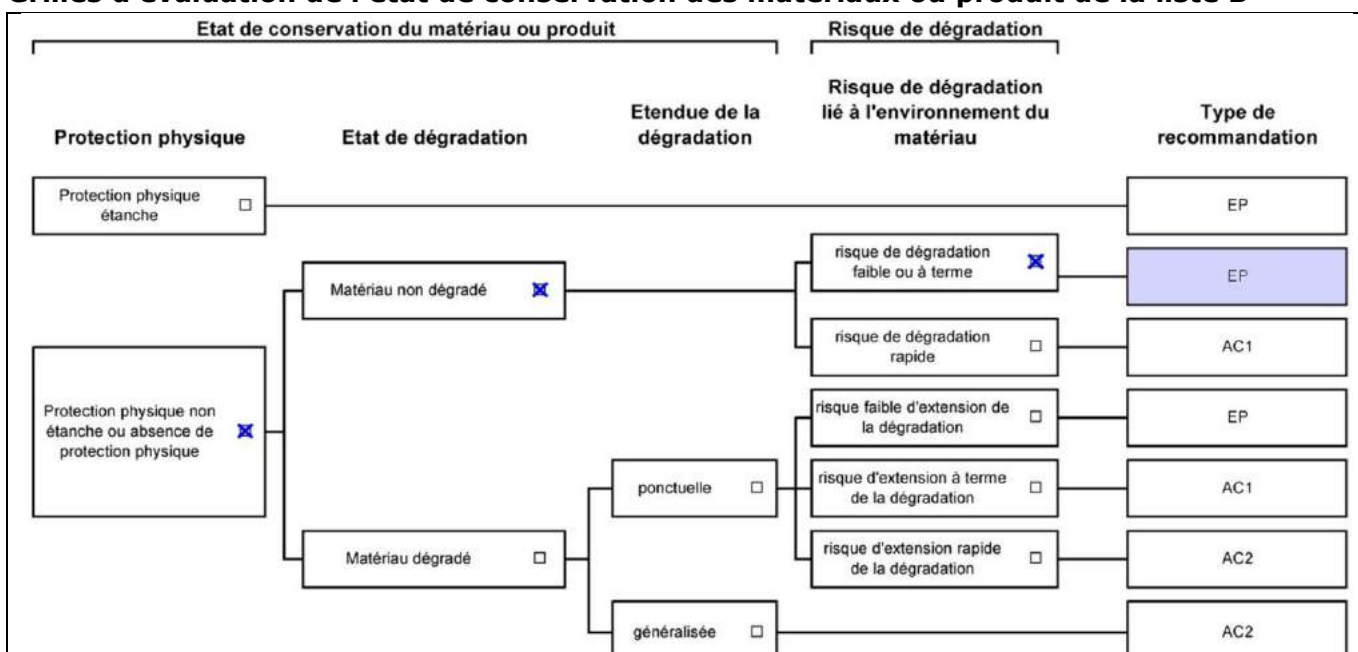 Grilles d'évaluation de l'état de conservation des matériaux ou produit de la liste B
Etat de conservation du matériau ou produit
Risque de dégradation
Protection physique
Etat de dégradation
Etendue de la
dégradation
Risque de dégradation
lié à l'environnement du
matériau
Type de
recommandation
Protection physique
étanche
EP
Protection physique non
étanche ou absence de
protection physique
Matériau non dégradé
risque de dégradation
faible ou à terme
EP
risque de dégradation
rapide
AC1
Matériau dégradé
ponctuelle
risque faible d'extension de
la dégradation
EP
risque d'extension à terme
de la dégradation
AC1
risque d'extension rapide
de la dégradation
AC2
généralisée
AC2